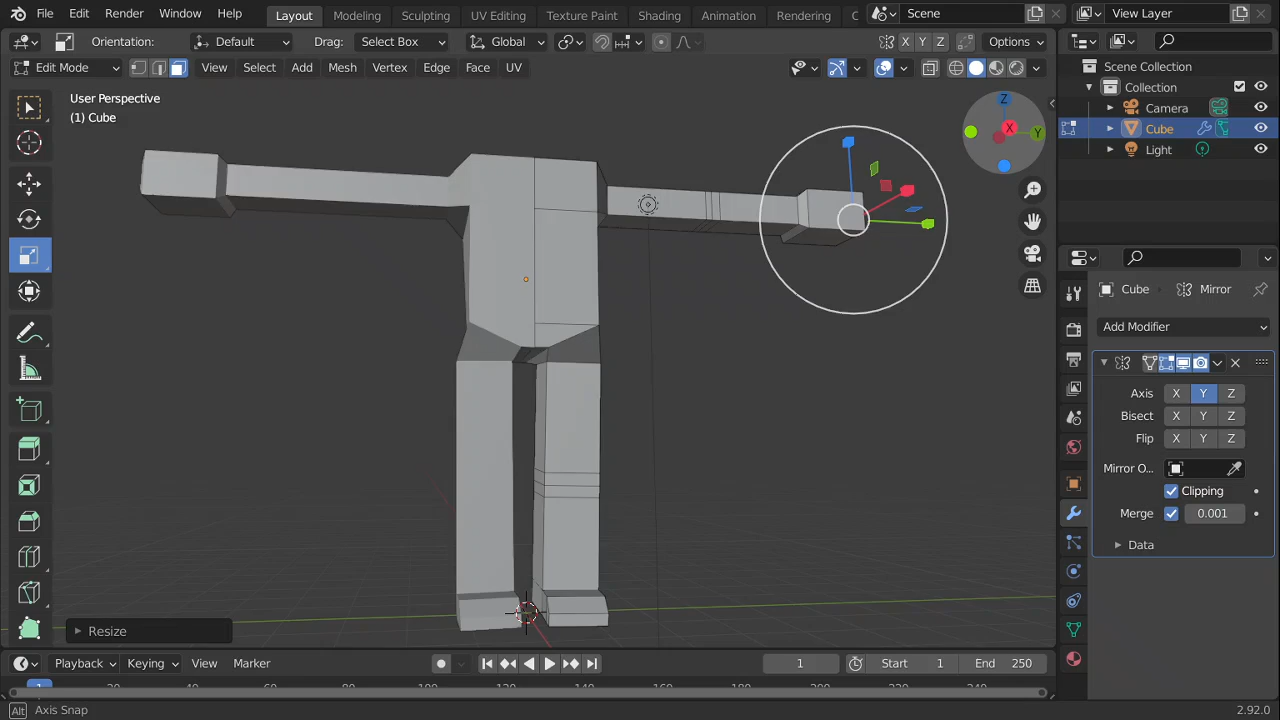 File Edit Render Window Help Layout Modeling Sculpting UV Editing Texture Paint Shading Animation Rendering C Scene View Layer
Orientation: Default Drag: Select Box Global X Y Z Options
Edit Mode View Select Add Mesh Vertex Edge Face UV
User Perspective
(1) Cube
Z
X
Y
Scene Collection
Collection
Camera
Cube
Light
Cube Mirror
Add Modifier
Axis X Y Z
Bisect X Y Z
Flip X Y Z
Mirror O...
Clipping
Merge 0.001
Data
Resize
Playback Keying View Marker 1 Start 1 End 250
1
Alt Axis Snap 2.92.0